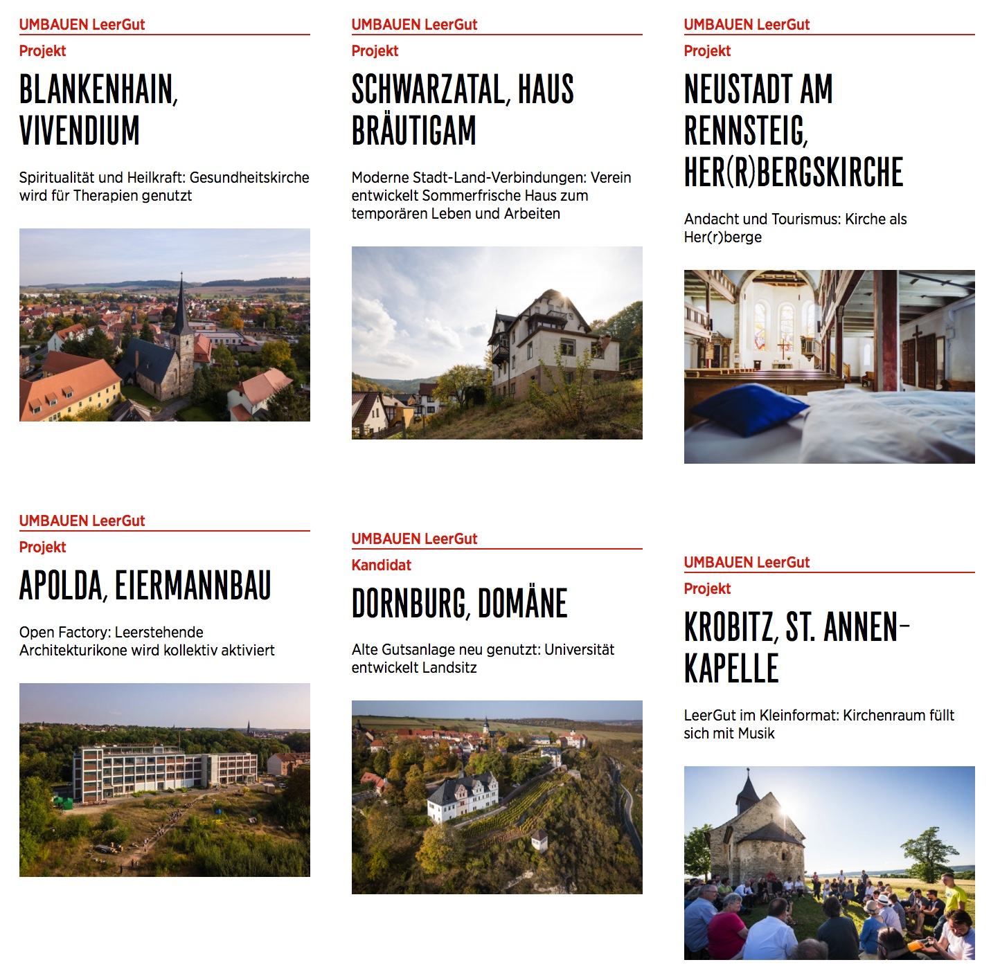 UMBAUEN LeerGut
Projekt
BLANKENHAIN,
VIVENDIUM
Spiritualität und Heilkraft: Gesundheitskirche
wird für Therapien genutzt
UMBAUEN LeerGut
Projekt
SCHWARZATAL, HAUS
BRÄUTIGAM
Moderne Stadt-Land-Verbindungen: Verein
entwickelt Sommerfrische Haus zum
temporären Leben und Arbeiten
UMBAUEN LeerGut
Projekt
NEUSTADT AM
RENNSTEIG,
HER(R)BERGSKIRCHE
Andacht und Tourismus: Kirche als
Her(r)berge
UMBAUEN LeerGut
Projekt
APOLDA, EIERMANNBAU
Open Factory: Leerstehende
Architekturikone wird kollektiv aktiviert
UMBAUEN LeerGut
Kandidat
DORNBURG, DOMÄNE
Alte Gutsanlage neu genutzt: Universität
entwickelt Landsitz
UMBAUEN LeerGut
Projekt
KROBITZ, ST. ANNEN-
KAPELLE
LeerGut im Kleinformat: Kirchenraum füllt
sich mit Musik